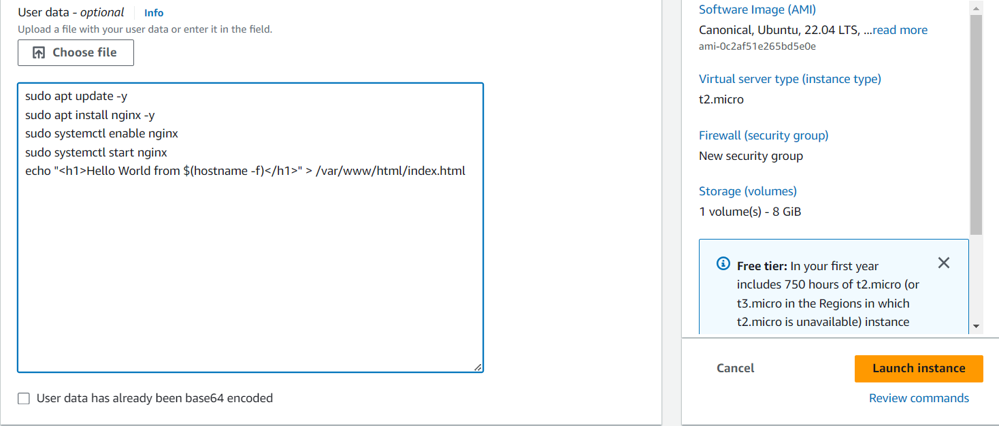 User data - optional Info
Upload a file with your user data or enter it in the field.
Choose file
sudo apt update -y
sudo apt install nginx -y
sudo systemctl enable nginx
sudo systemctl start nginx
echo "<h1>Hello World from $(hostname -f)</h1>" > /var/www/html/index.html
User data has already been base64 encoded
Software Image (AMI)
Canonical, Ubuntu, 22.04 LTS, ...read more
ami-0c2af51e265bd5e0e
Virtual server type (instance type)
t2.micro
Firewall (security group)
New security group
Storage (volumes)
1 volume(s) - 8 GiB
Free tier: In your first year
includes 750 hours of t2.micro (or
t3.micro in the Regions in which
t2.micro is unavailable) instance
Cancel
Launch instance
Review commands